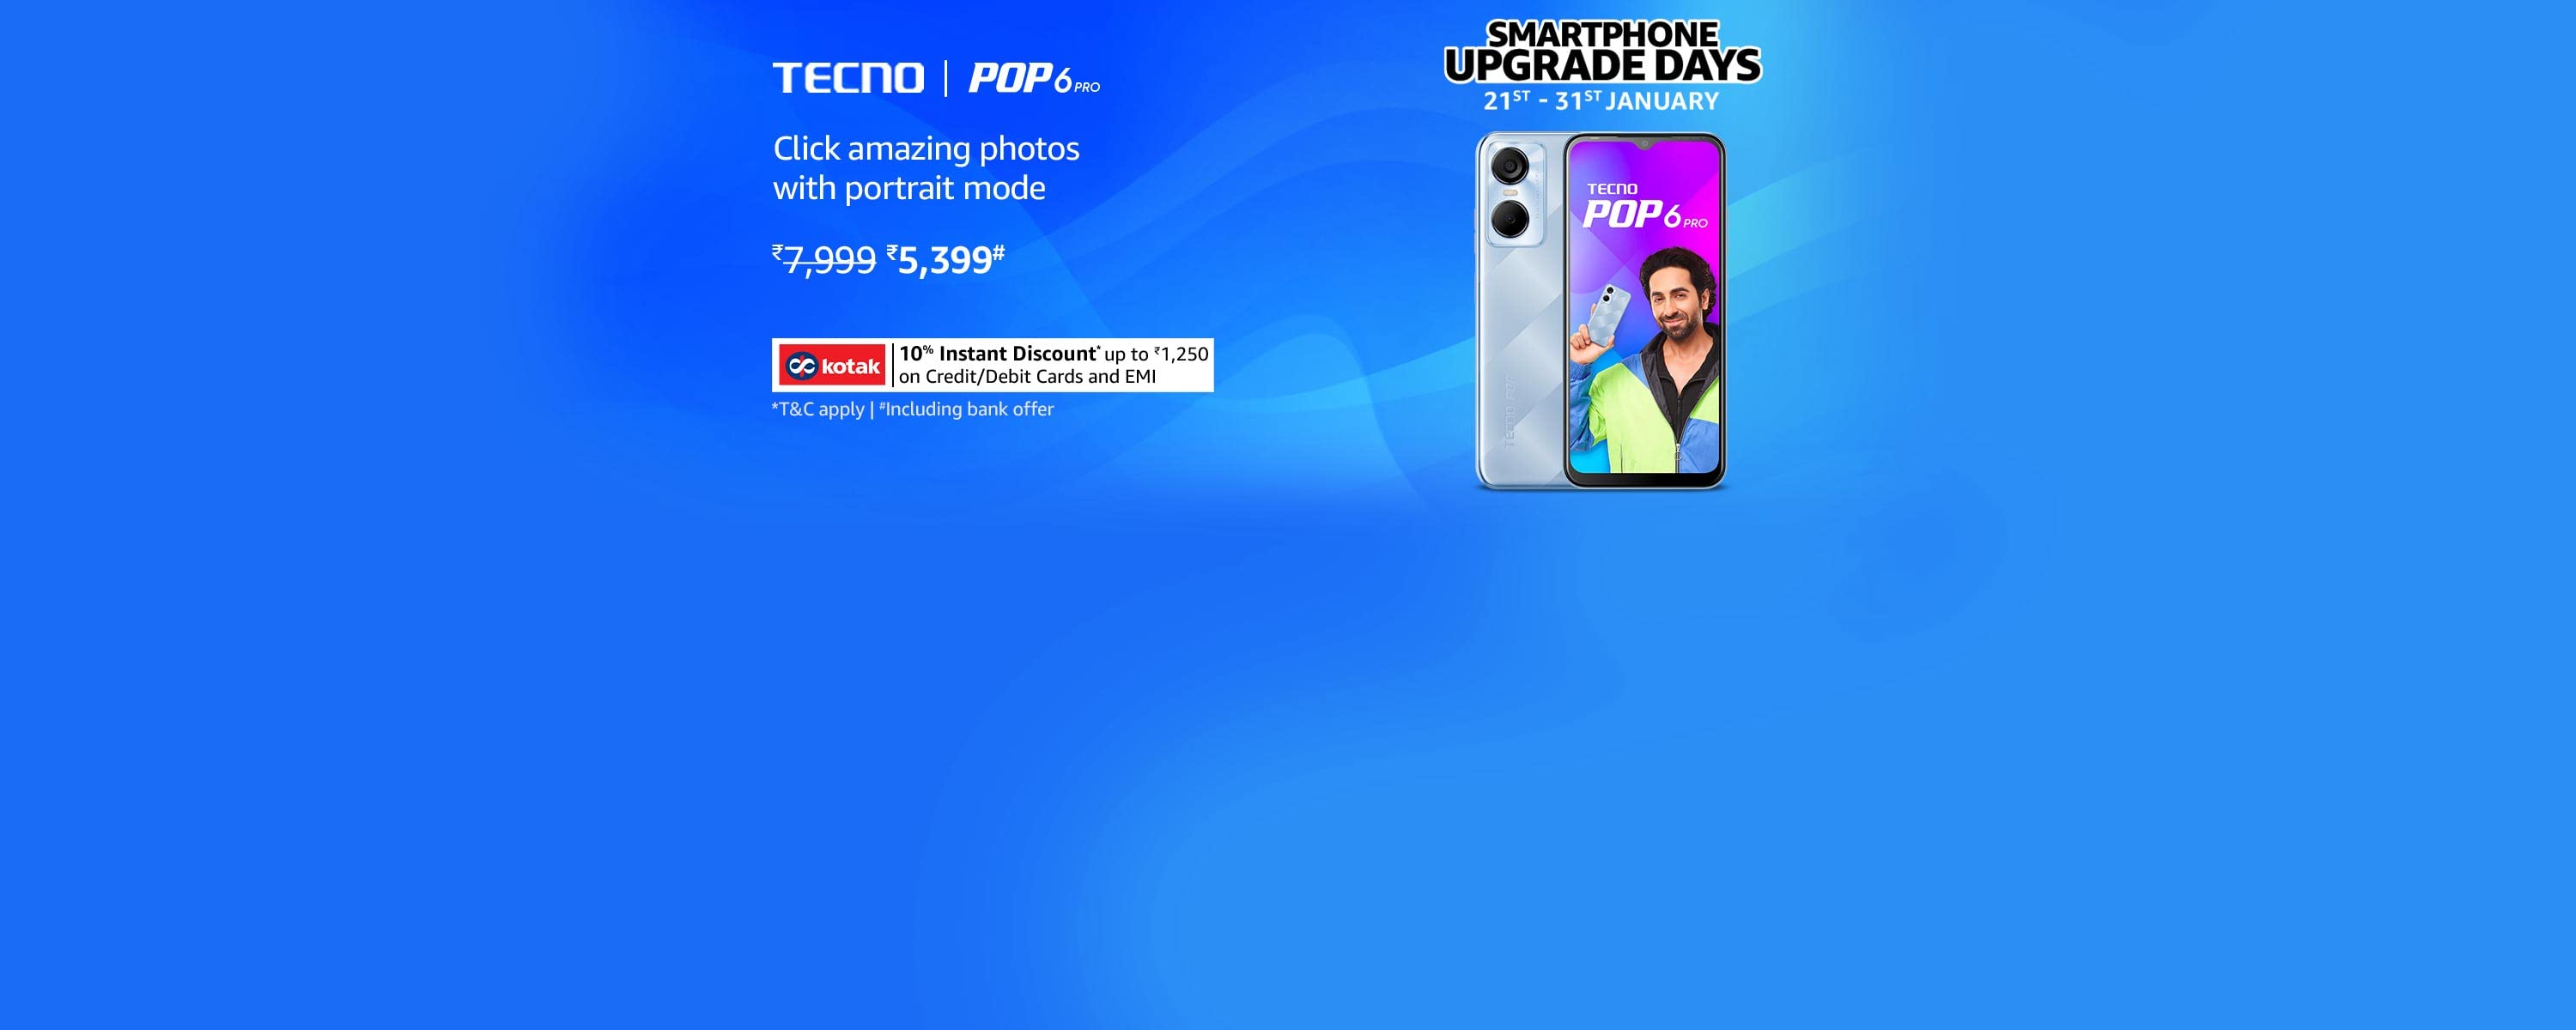 TECNO | POP 6 PRO
Click amazing photos
with portrait mode
₹7,999 ₹5,399#
kotak
10% Instant Discount* up to ₹1,250
on Credit/Debit Cards and EMI
*T&C apply | #Including bank offer
SMARTPHONE
UPGRADE DAYS
21ST - 31ST JANUARY
TECNO
POP 6 PRO
TECNO POP